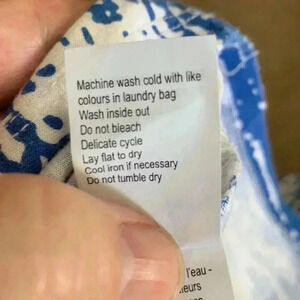 Machine wash cold with like
colours in laundry bag
Wash inside out
Do not bleach
Delicate cycle
Lay flat to dry
Cool iron if necessary
Do not tumble dry
l'eau -
leurs